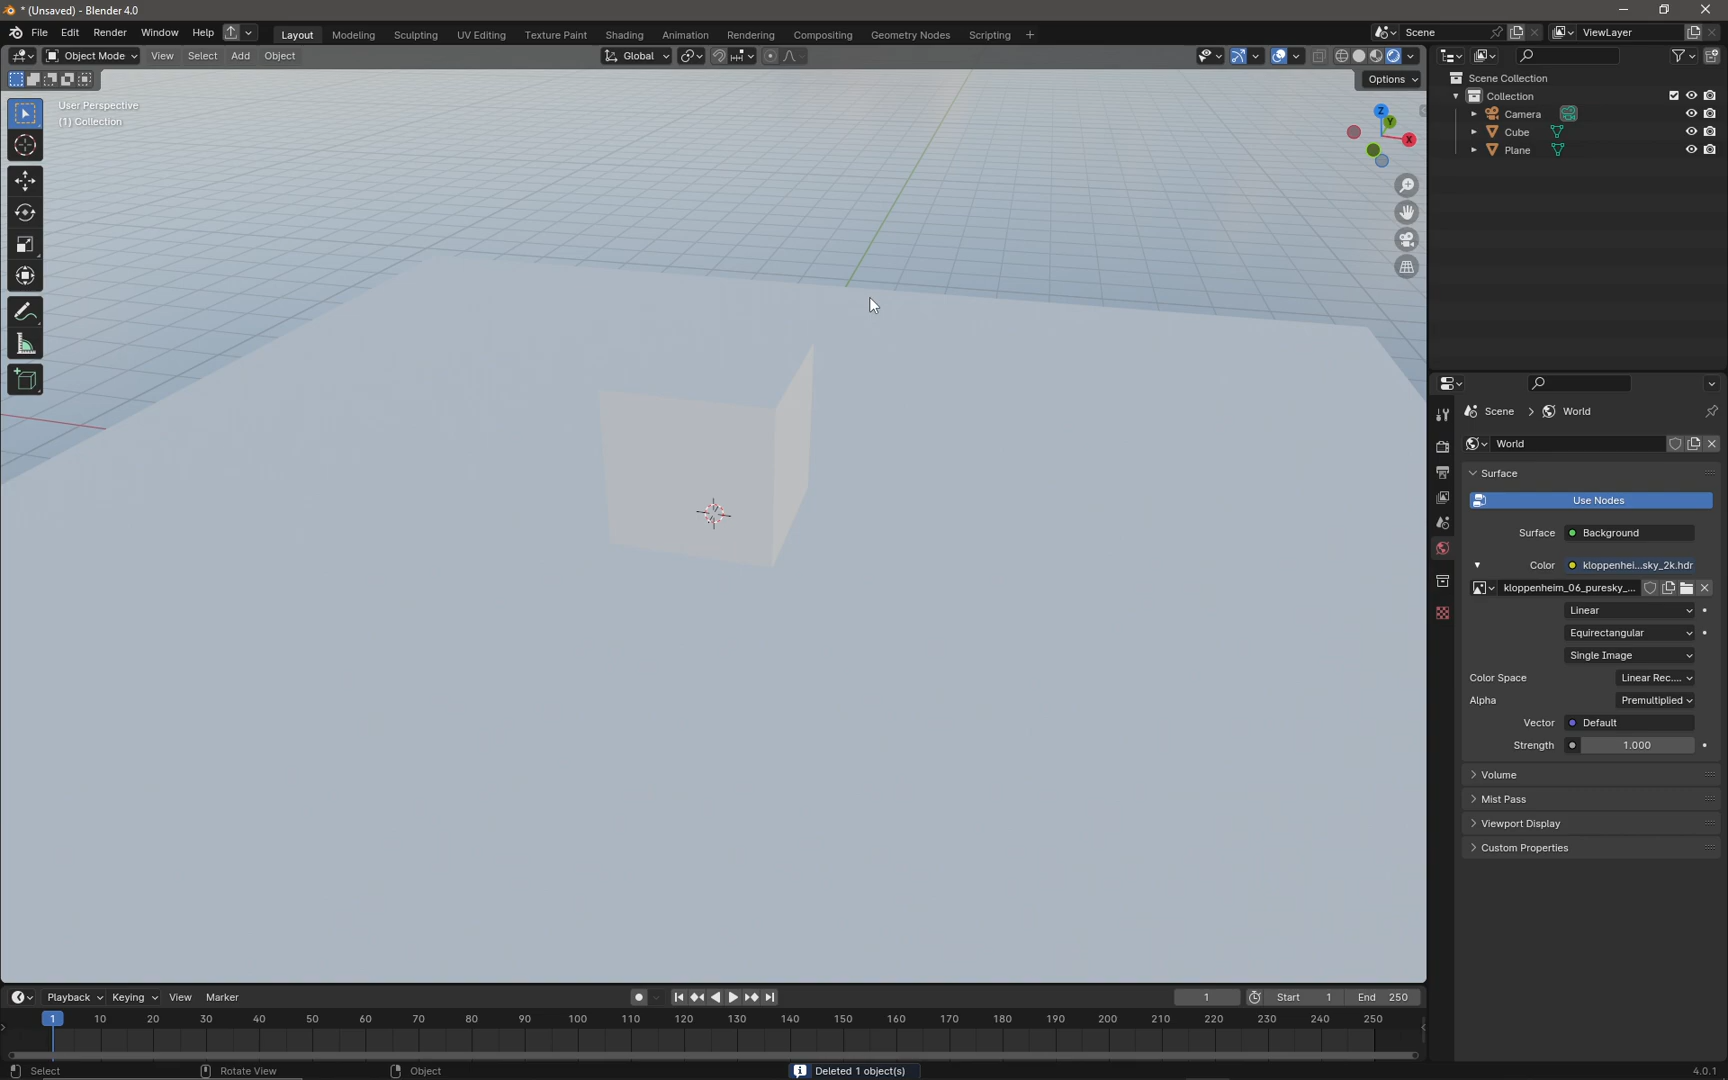 * (Unsaved) - Blender 4.0
File Edit Render Window Help
Layout Modeling Sculpting UV Editing Texture Paint Shading Animation Rendering Compositing Geometry Nodes Scripting +
Scene ViewLayer
Object Mode View Select Add Object
Global
Options
User Perspective
(1) Collection
Z
Y
X
Scene Collection
Collection
Camera
Cube
Plane
Scene > World
World
Surface
Use Nodes
Surface Background
Color kloppenhei...sky_2k.hdr
kloppenheim_06_puresky_...
Linear
Equirectangular
Single Image
Color Space Linear Rec....
Alpha Premultiplied
Vector Default
Strength 1.000
Volume
Mist Pass
Viewport Display
Custom Properties
Playback Keying View Marker
1 Start 1 End 250
1 10 20 30 40 50 60 70 80 90 100 110 120 130 140 150 160 170 180 190 200 210 220 230 240 250
Select Rotate View Object Deleted 1 object(s) 4.0.1